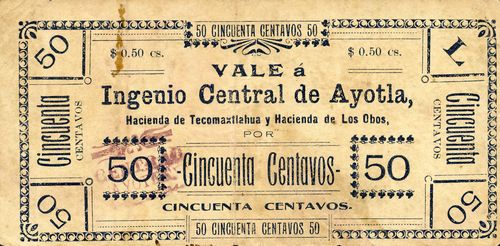 50 CINCUENTA CENTAVOS 50
50
$ 0.50 cs.
$ 0.50 cs.
L
VALE á
Ingenio Central de Ayotla,
Hacienda de Tecomaxtlahua y Hacienda de Los Obos,
POR
Cincuenta
CENTAVOS
50
-Cincuenta Centavos-
50
Cincuenta
CENTAVOS
CINCUENTA CENTAVOS.
50
50
50 CINCUENTA CENTAVOS 50